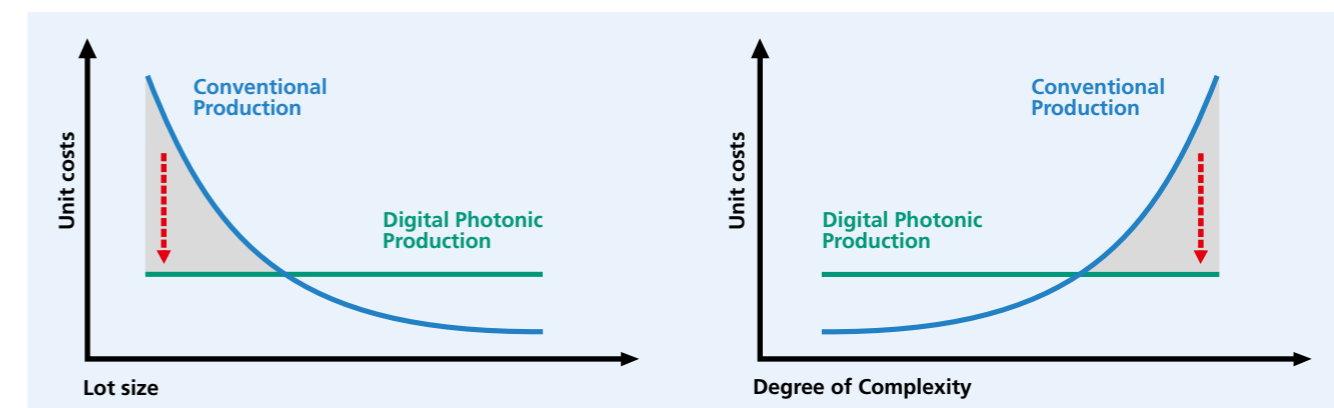 Unit costs
Conventional
Production
Digital Photonic
Production
Lot size
Unit costs
Conventional
Production
Digital Photonic
Production
Degree of Complexity